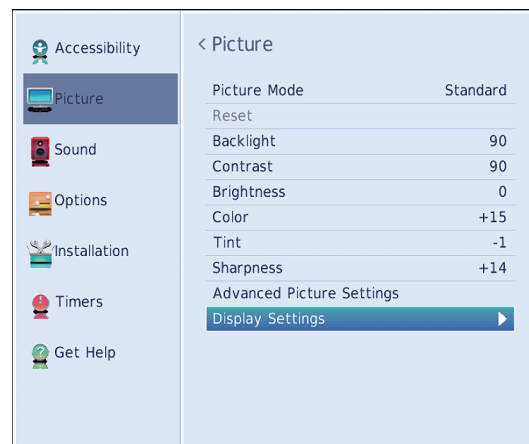 Accessibility
Picture
Sound
Options
Installation
Timers
Get Help
< Picture
Picture Mode Standard
Reset
Backlight 90
Contrast 90
Brightness 0
Color +15
Tint -1
Sharpness +14
Advanced Picture Settings
Display Settings